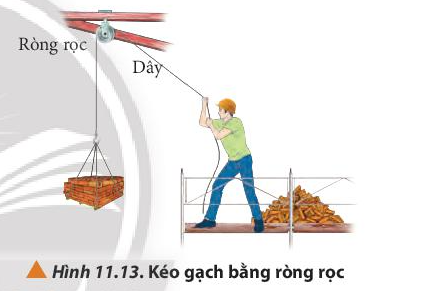 Ròng rọc
Dây
Hình 11.13. Kéo gạch bằng ròng rọc